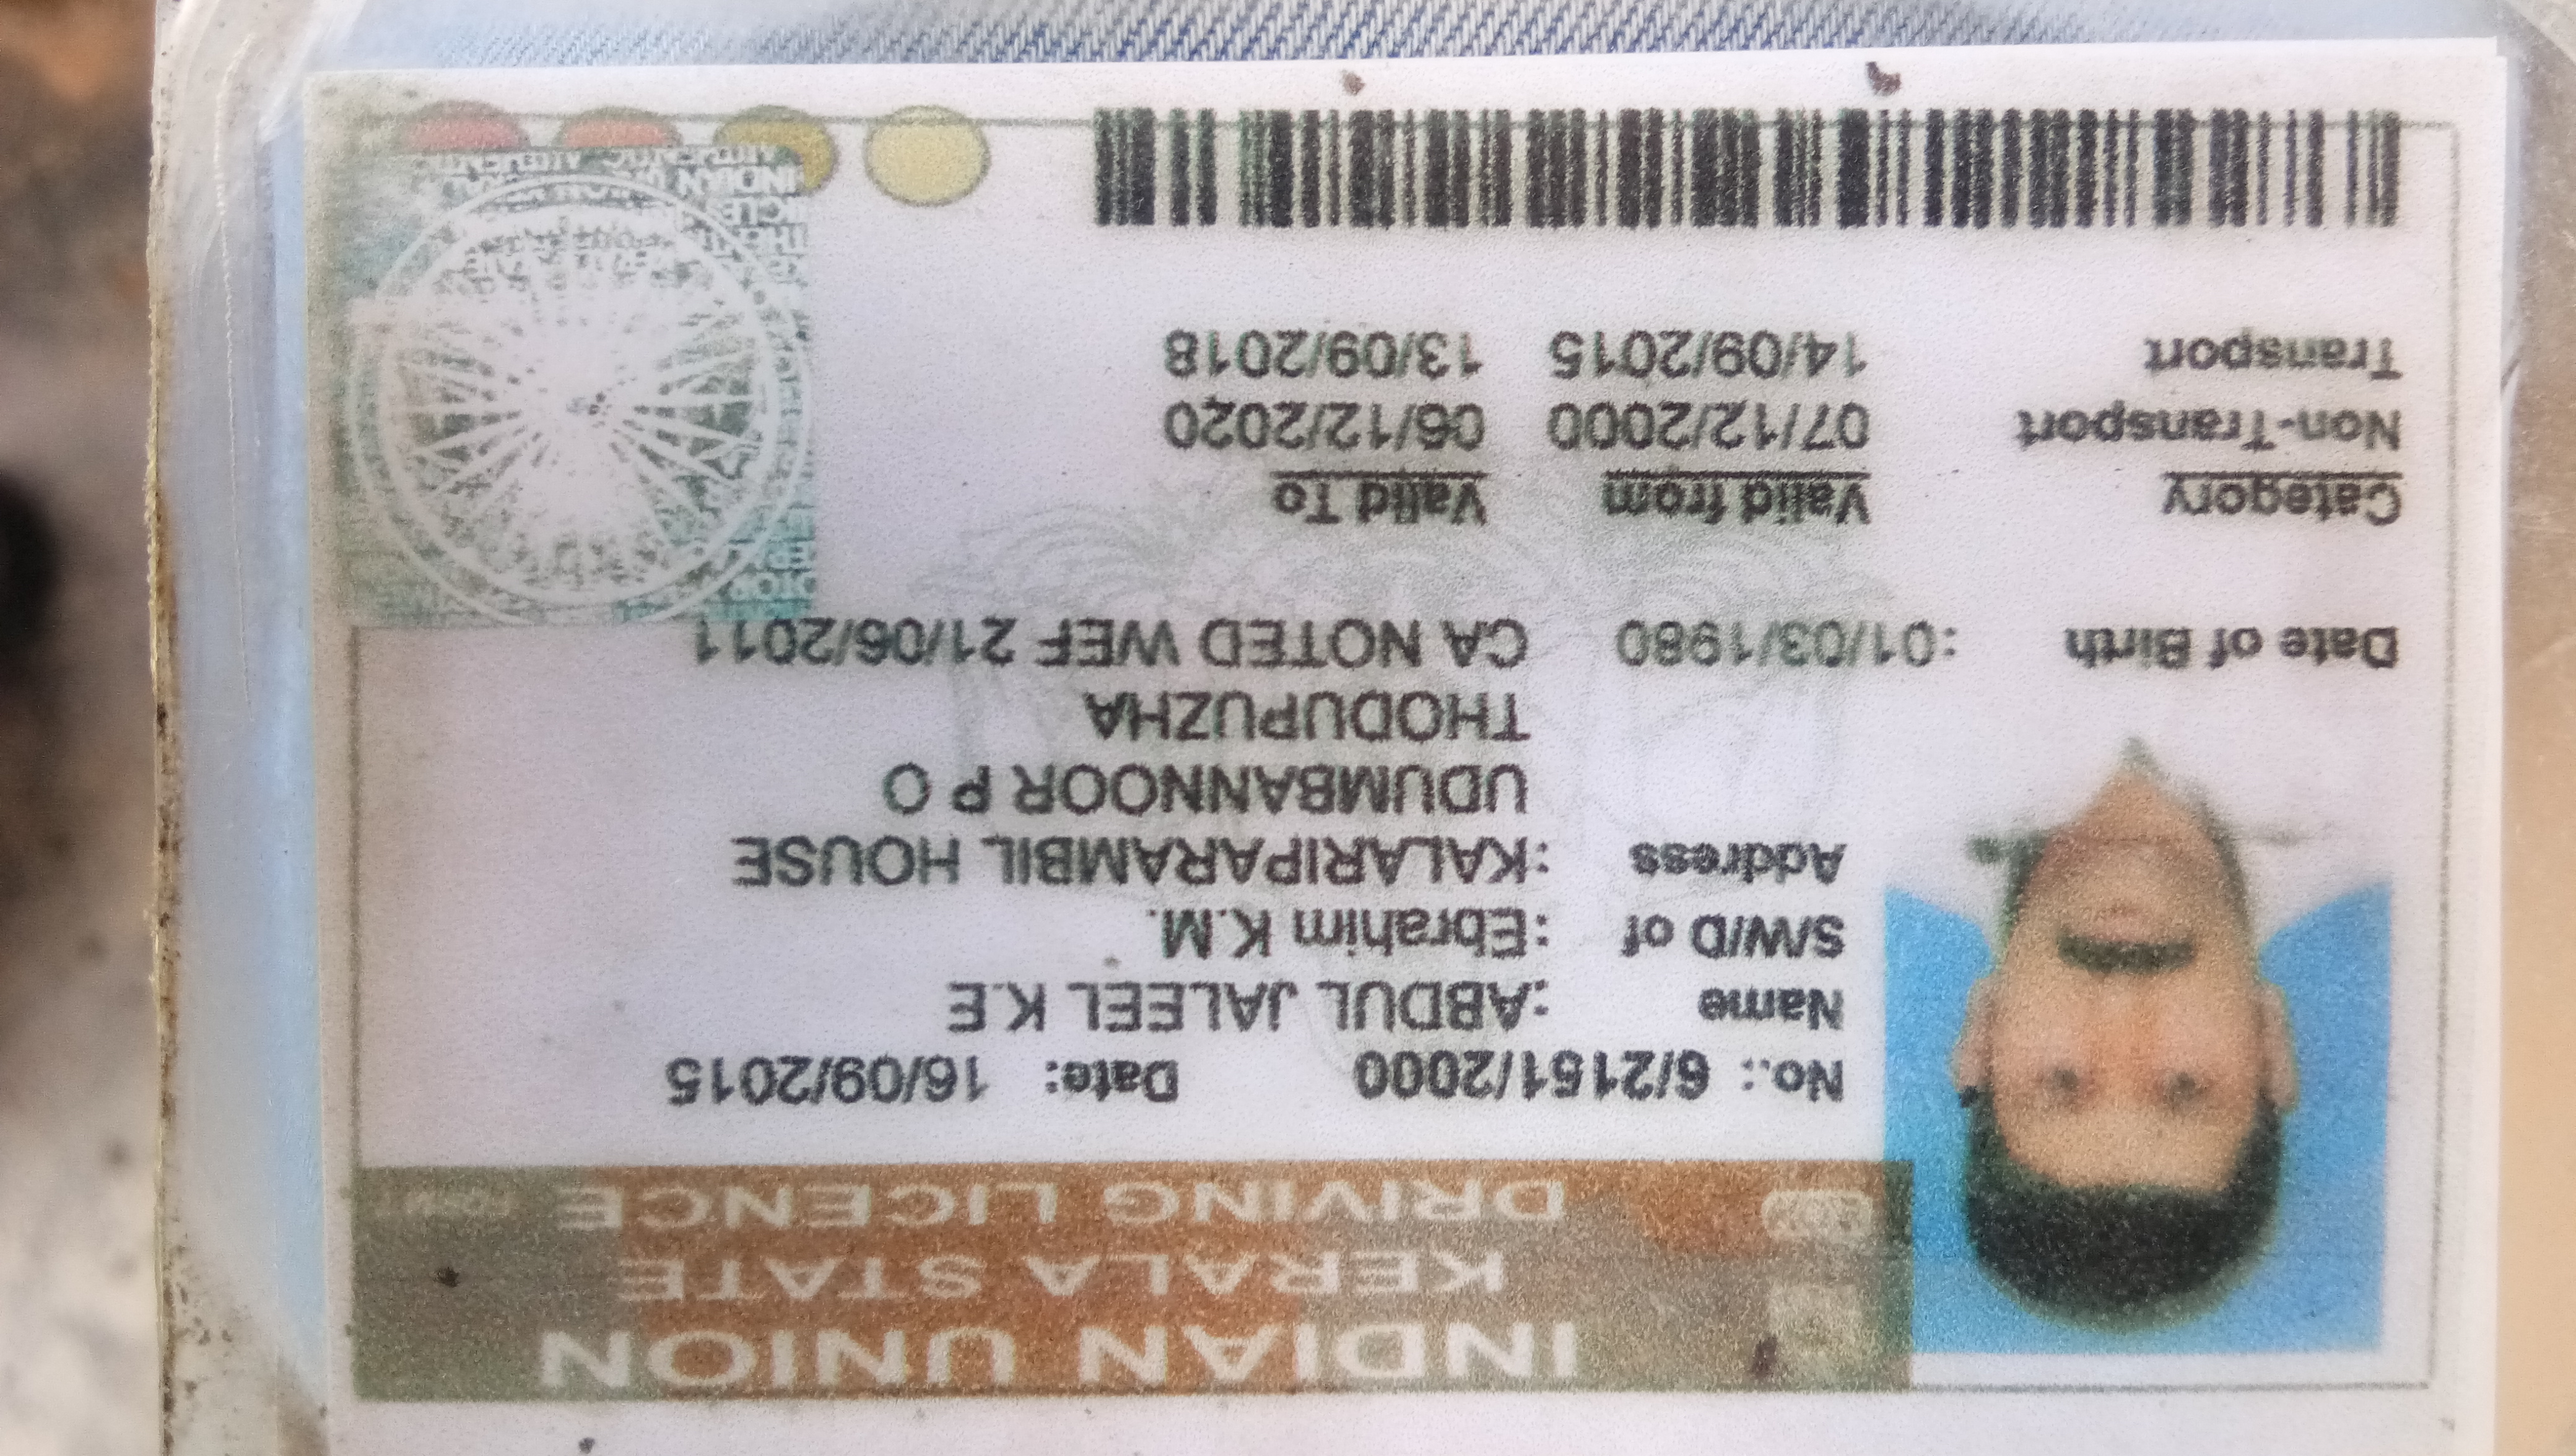 INDIAN UNION
KERALA STATE
DRIVING LICENCE
No.: 6/2151/2000 Date: 16/09/2015
Name :ABDUL JALEEL K.E
S/W/D of :Ebrahim K.M.
Address :KALARIPARAMBIL HOUSE
UDUMBANNOOR P O
THODUPUZHA
Date of Birth :01/03/1980 CA NOTED WEF 21/06/2011
Category Valid from Valid To
Non-Transport 07/12/2000 06/12/2020
Transport 14/09/2015 13/09/2018